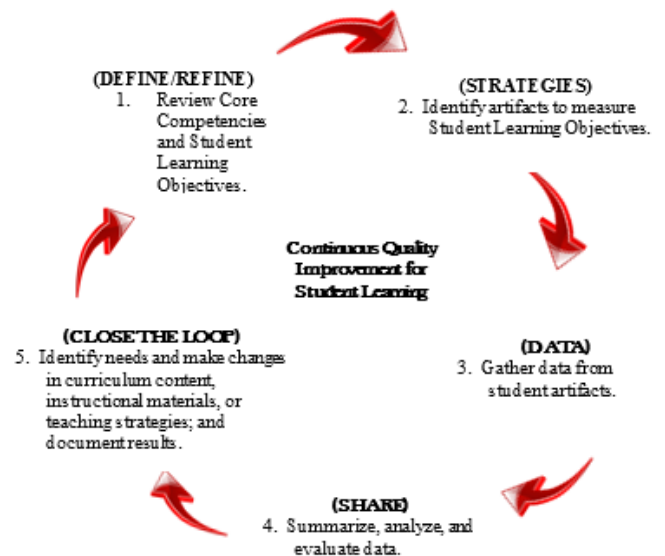 (DEFINE/REFINE)
1. Review Core
Competencies
and Student
Learning
Objectives.
(STRATEGIES)
2. Identify artifacts to measure
Student Learning Objectives.
Continuous Quality
Improvement for
Student Learning
(DATA)
3. Gather data from
student artifacts.
(SHARE)
4. Summarize, analyze, and
evaluate data.
(CLOSE THE LOOP)
5. Identify needs and make changes
in curriculum content,
instructional materials, or
teaching strategies; and
document results.